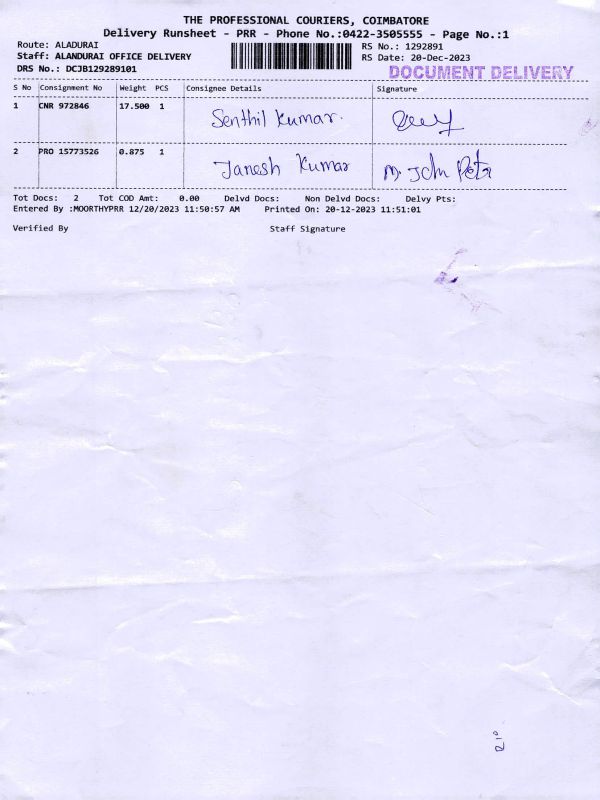 THE PROFESSIONAL COURIERS, COIMBATORE
Delivery Runsheet - PRR - Phone No.:0422-3505555 - Page No.:1
Route: ALADURAI
Staff: ALANDURAI OFFICE DELIVERY
DRS No.: DCJB129289101
RS No.: 1292891
RS Date: 20-Dec-2023
DOCUMENT DELIVERY
S No Consignment No Weight PCS Consignee Details Signature
1 CNR 972846 17.500 1 Senthil Kumar.
2 PRO 15773526 0.875 1 Janesh Kumar M. John Peter
Tot Docs: 2 Tot COD Amt: 0.00 Delvd Docs: Non Delvd Docs: Delvy Pts:
Entered By :MOORTHYPRR 12/20/2023 11:50:57 AM Printed On: 20-12-2023 11:51:01
Verified By Staff Signature